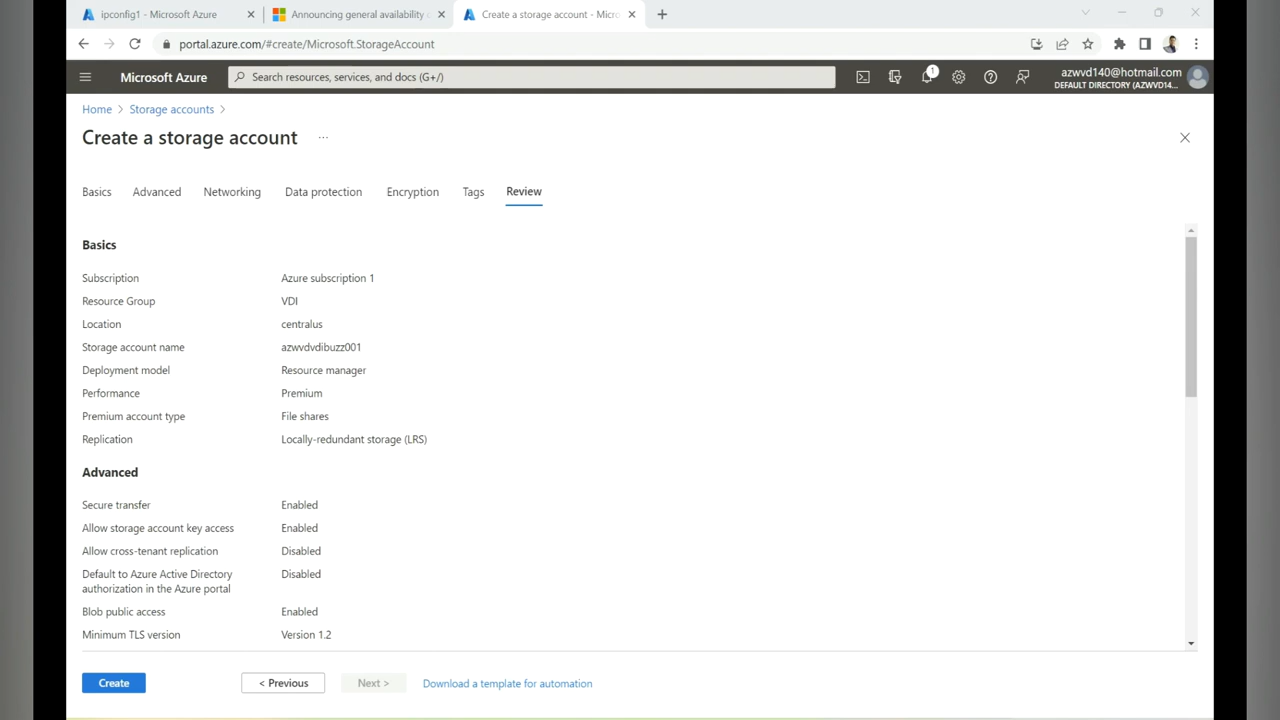 ipconfig1 - Microsoft Azure
Announcing general availability
Create a storage account - Micro
portal.azure.com/#create/Microsoft.StorageAccount
Microsoft Azure
Search resources, services, and docs (G+/)
1
azwvd140@hotmail.com
DEFAULT DIRECTORY (AZWVD14...
Home > Storage accounts >
Create a storage account ...
Basics Advanced Networking Data protection Encryption Tags Review
Basics
Subscription Azure subscription 1
Resource Group VDI
Location centralus
Storage account name azwvdvdibuzz001
Deployment model Resource manager
Performance Premium
Premium account type File shares
Replication Locally-redundant storage (LRS)
Advanced
Secure transfer Enabled
Allow storage account key access Enabled
Allow cross-tenant replication Disabled
Default to Azure Active Directory Disabled
authorization in the Azure portal
Blob public access Enabled
Minimum TLS version Version 1.2
Create < Previous Next > Download a template for automation